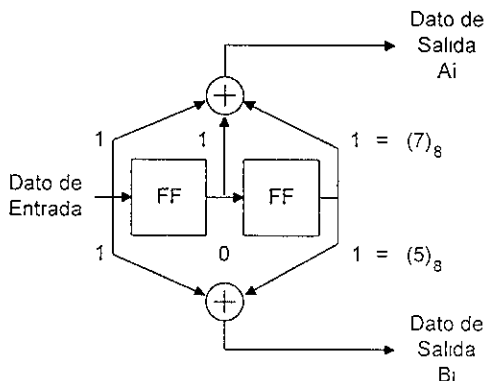 Dato de
Salida
Ai
1 1 1 = (7)8
Dato de
Entrada
FF FF
1 0 1 = (5)8
Dato de
Salida
Bi